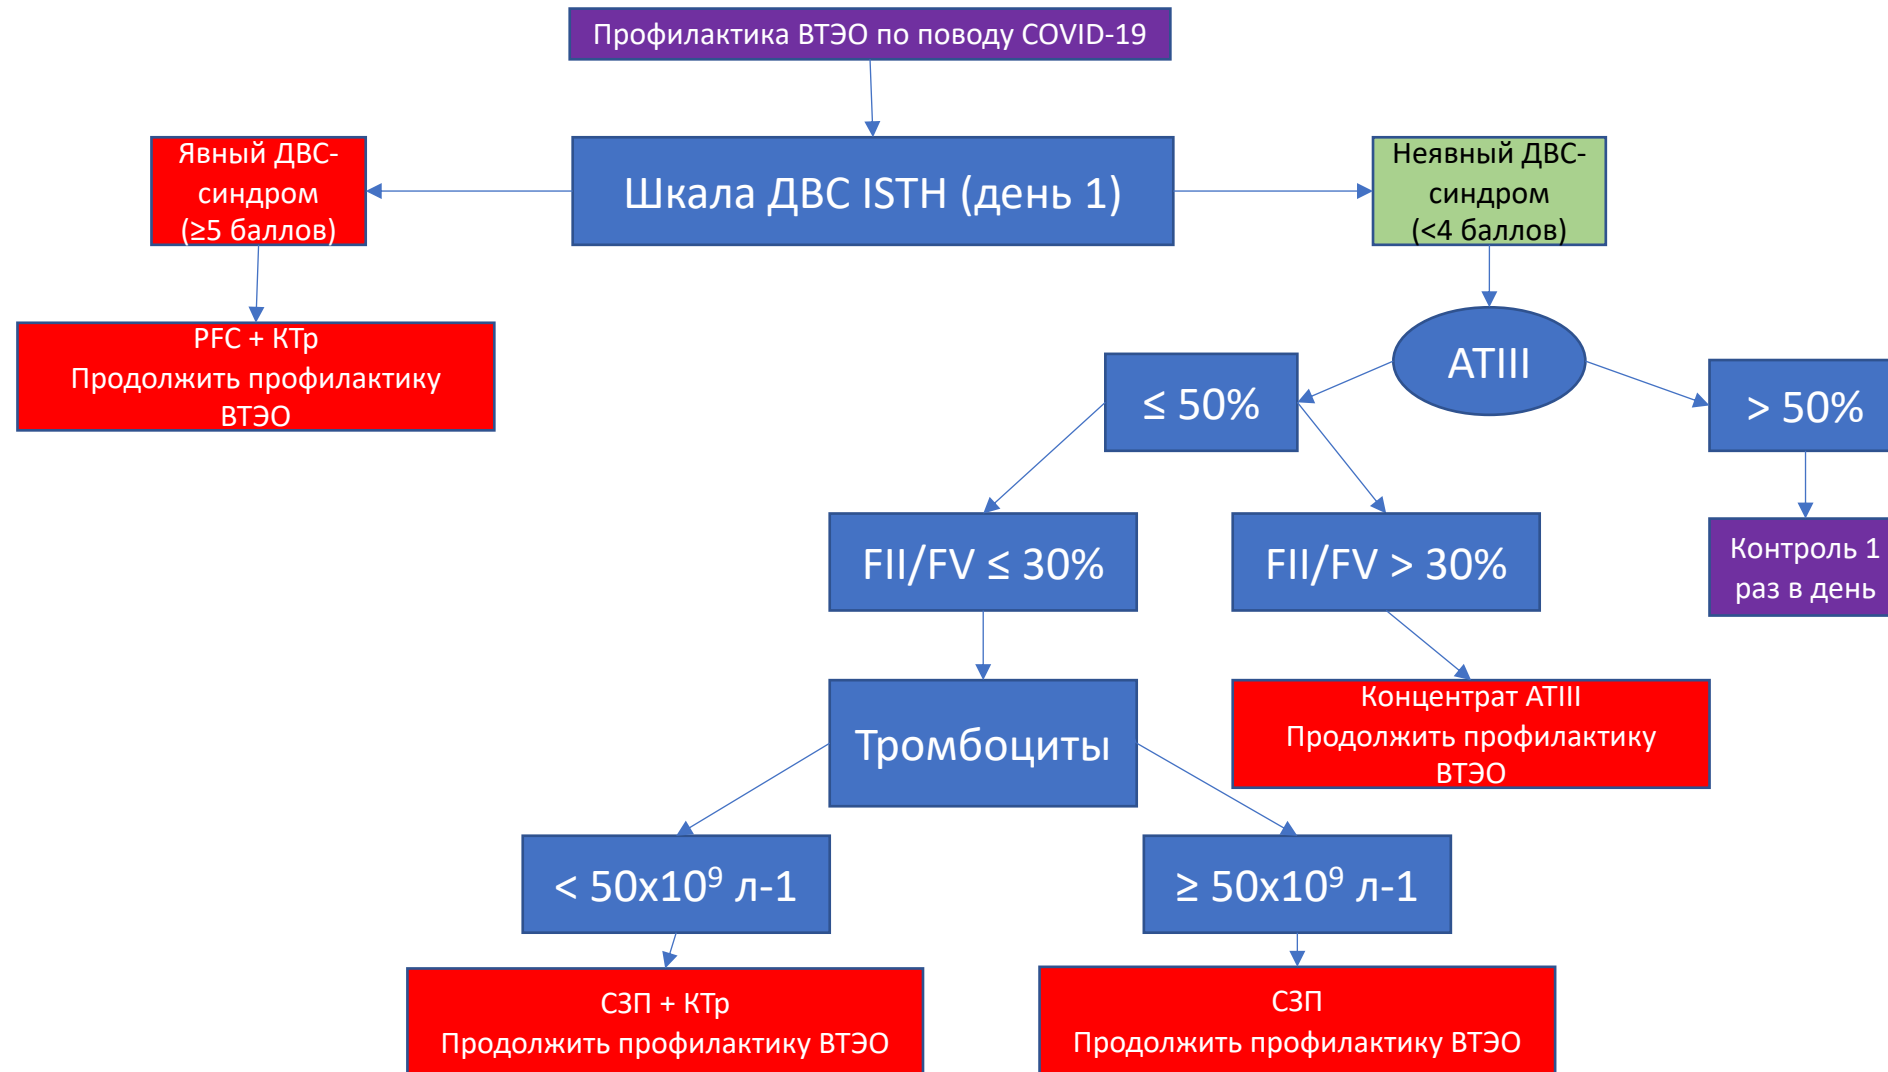 Профилактика ВТЭО по поводу COVID-19
Явный ДВС-
синдром
(≥5 баллов)
Шкала ДВС ISTH (день 1)
Неявный ДВС-
синдром
(<4 баллов)
PFC + КТр
Продолжить профилактику
ВТЭО
ATIII
≤ 50%
> 50%
FII/FV ≤ 30%
FII/FV > 30%
Контроль 1
раз в день
Тромбоциты
Концентрат ATIII
Продолжить профилактику
ВТЭО
< 50x10⁹ л-1
≥ 50x10⁹ л-1
СЗП + КТр
Продолжить профилактику ВТЭО
СЗП
Продолжить профилактику ВТЭО